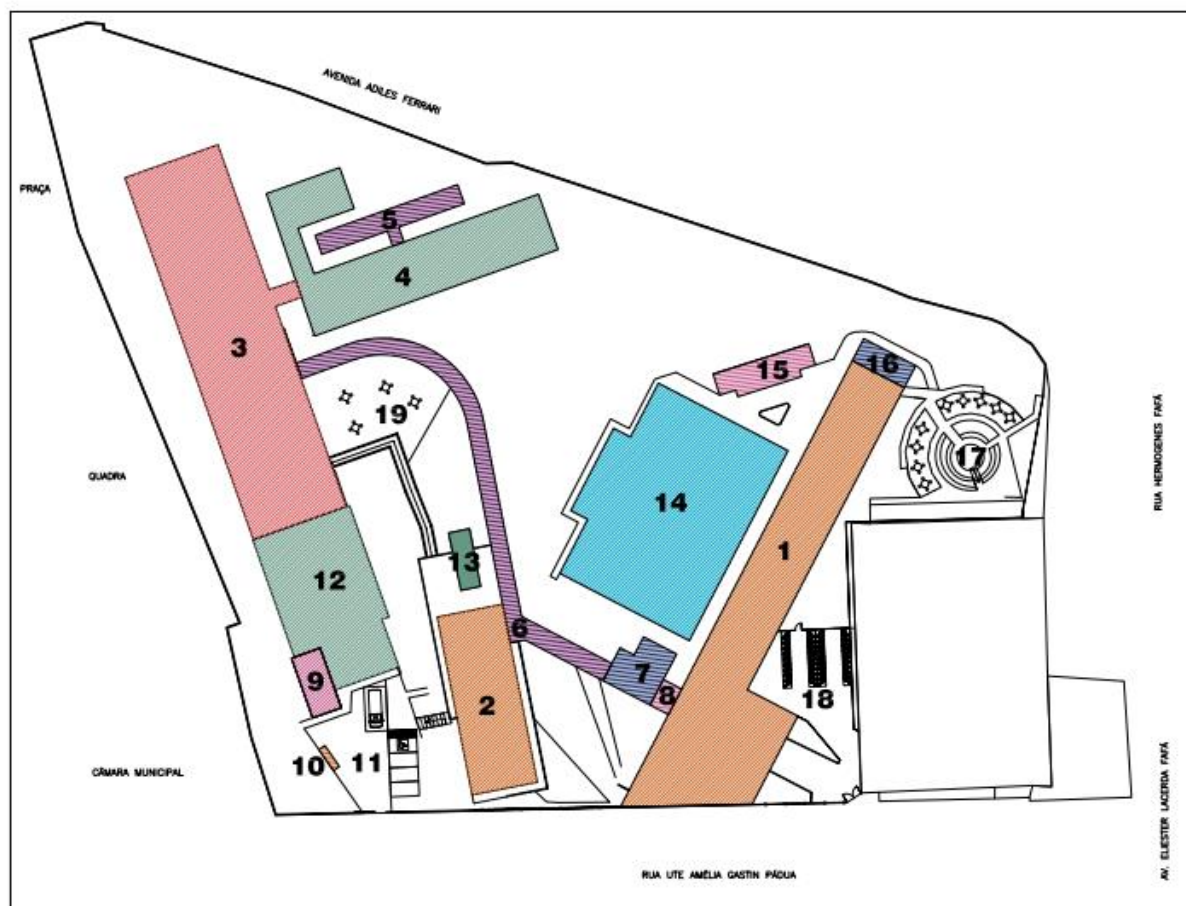 AVENIDA ADILES FERRARI
PRAÇA
5
4
3
16
15
19
17
QUADRA
RUA HERMOGENES FAFÁ
14
1
13
12
6
7
9
8
2
18
10
11
CÂMARA MUNICIPAL
AV. ELIESTER LACERDA FAFÁ
RUA UTE AMÉLIA GASTIN PÁDUA